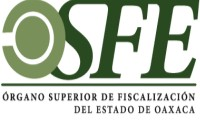 OSFE
ÓRGANO SUPERIOR DE FISCALIZACIÓN
DEL ESTADO DE OAXACA